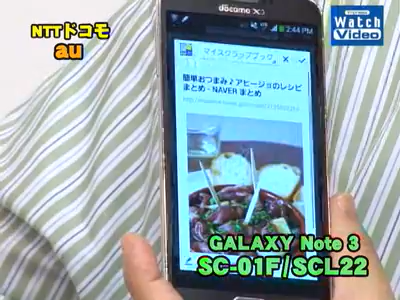 NTTドコモ
au
Watch
Video
docomo Xi
2:44 PM
マイスクラップブック
簡単おつまみ♪アヒージョのレシピ
まとめ - NAVER まとめ
GALAXY Note 3
SC-01F/SCL22